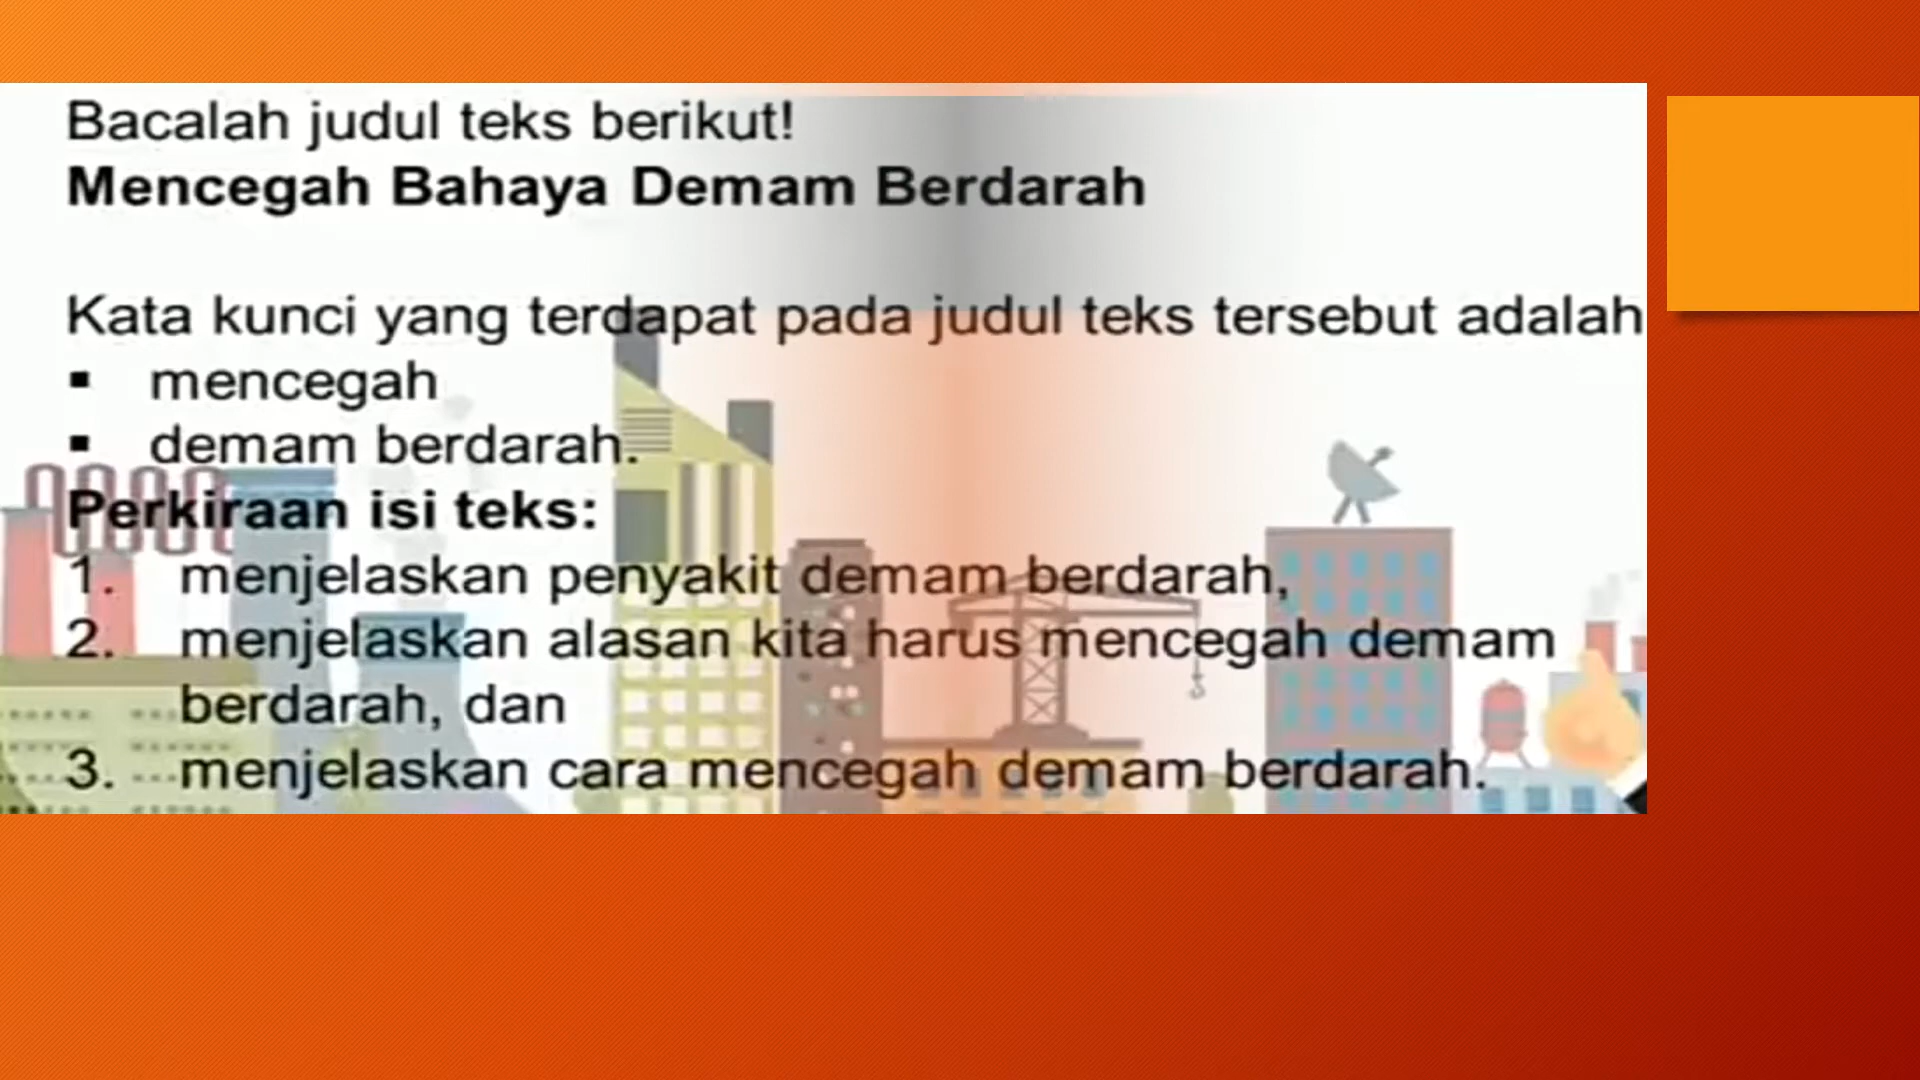 Bacalah judul teks berikut!
Mencegah Bahaya Demam Berdarah
Kata kunci yang terdapat pada judul teks tersebut adalah
▪ mencegah
▪ demam berdarah.
Perkiraan isi teks:
1. menjelaskan penyakit demam berdarah,
2. menjelaskan alasan kita harus mencegah demam
berdarah, dan
3. menjelaskan cara mencegah demam berdarah.